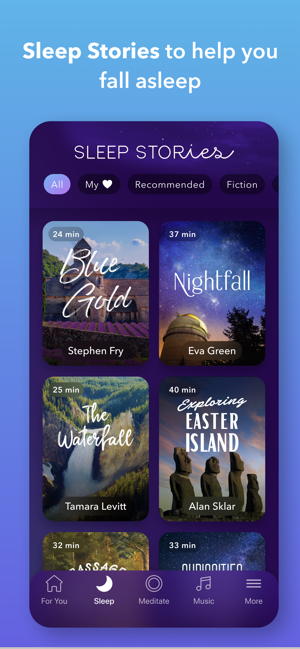 Sleep Stories to help you
fall asleep
SLEEP STORies
All
My
Recommended
Fiction
24 min
Blue
Gold
Stephen Fry
37 min
Nightfall
Eva Green
25 min
The
Waterfall
Tamara Levitt
40 min
Exploring
EASTER
ISLAND
Alan Sklar
32 min
33 min
For You
Sleep
Meditate
Music
More